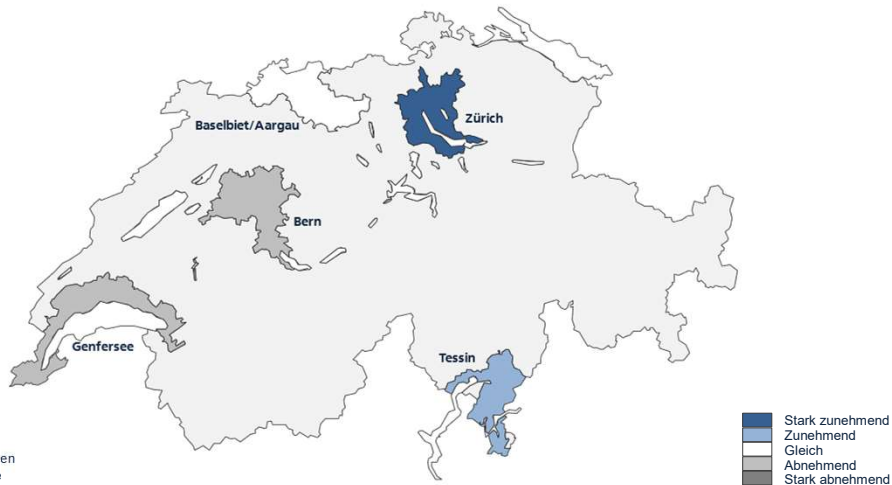 Zürich
Baselbiet/Aargau
Bern
Genfersee
Tessin
Stark zunehmend
Zunehmend
Gleich
Abnehmend
Stark abnehmend